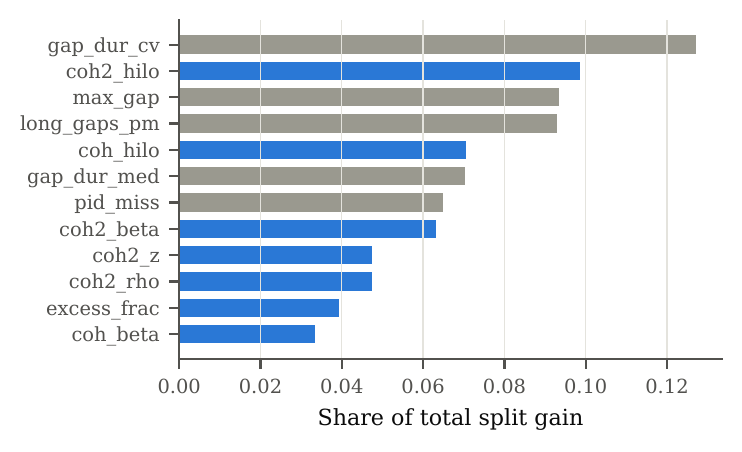 gap_dur_cv
coh2_hilo
max_gap
long_gaps_pm
coh_hilo
gap_dur_med
pid_miss
coh2_beta
coh2_z
coh2_rho
excess_frac
coh_beta
0.00 0.02 0.04 0.06 0.08 0.10 0.12
Share of total split gain